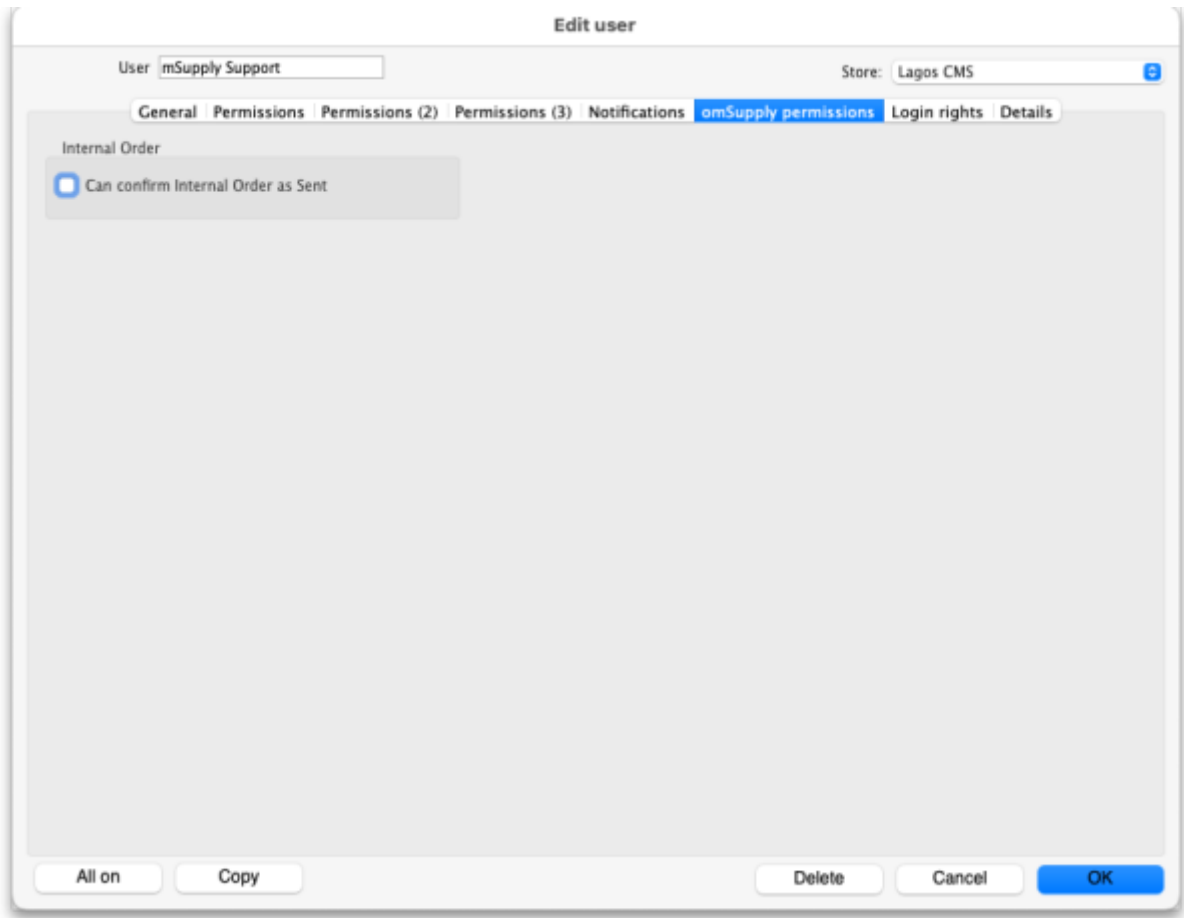 Edit user
User mSupply Support
Store: Lagos CMS
General Permissions Permissions (2) Permissions (3) Notifications omSupply permissions Login rights Details
Internal Order
Can confirm Internal Order as Sent
All on Copy Delete Cancel OK